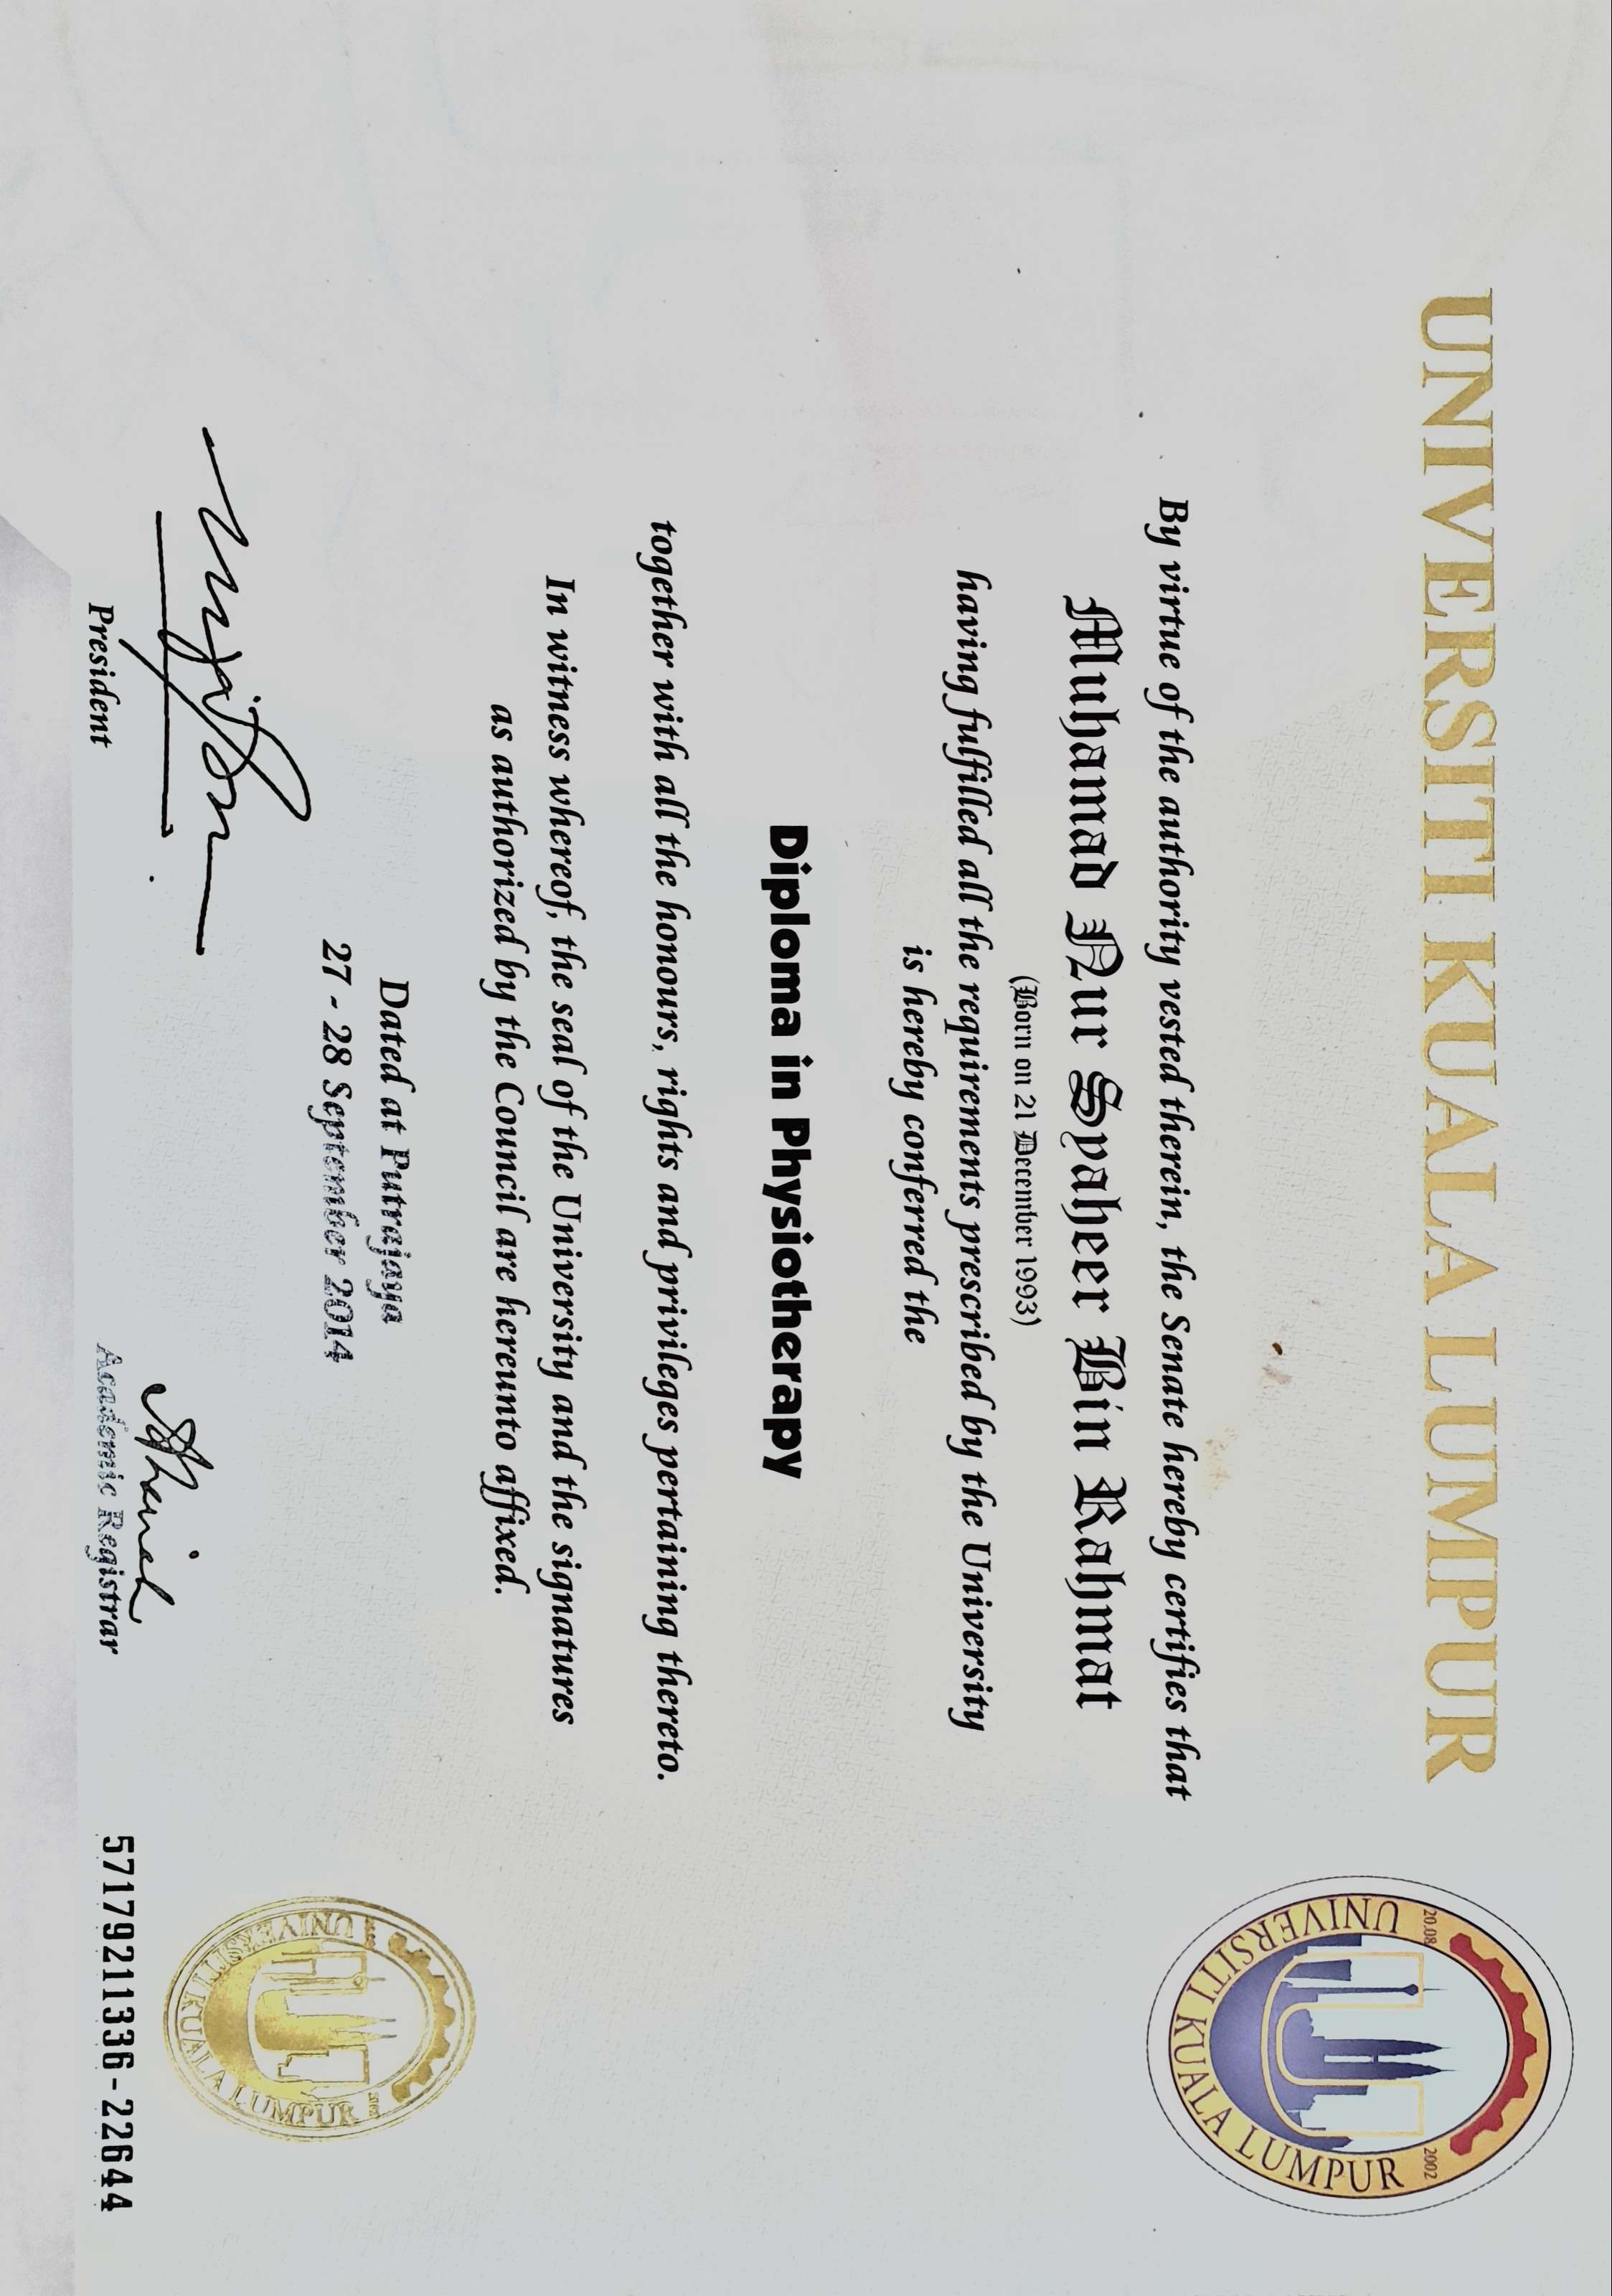 UNIVERSITI KUALA LUMPUR
20.08.
2002
UNIVERSITI KUALA LUMPUR
By virtue of the authority vested therein, the Senate hereby certifies that
Muhamad Nur Syaheer Bin Rahmat
(Born on 21 December 1993)
having fulfilled all the requirements prescribed by the University
is hereby conferred the
Diploma in Physiotherapy
together with all the honours, rights and privileges pertaining thereto.
In witness whereof, the seal of the University and the signatures
as authorized by the Council are hereunto affixed.
Dated at Putrajaya
27 - 28 September 2014
President
Academic Registrar
UNIVERSITI KUALA LUMPUR
57179211336-22644